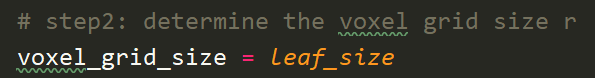 # step2: determine the voxel grid size r
voxel_grid_size = leaf_size